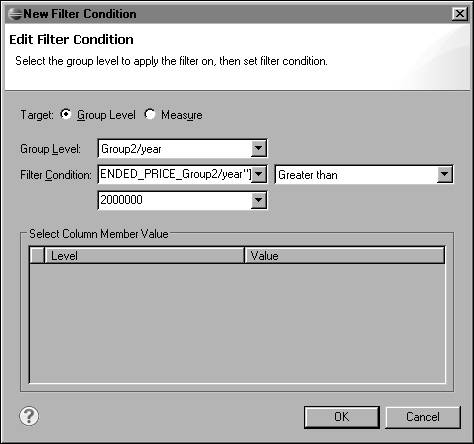 New Filter Condition
Edit Filter Condition
Select the group level to apply the filter on, then set filter condition.
Target: Group Level Measure
Group Level: Group2/year
Filter Condition: ENDED_PRICE_Group2/year"] Greater than
2000000
Select Column Member Value
Level Value
? OK Cancel